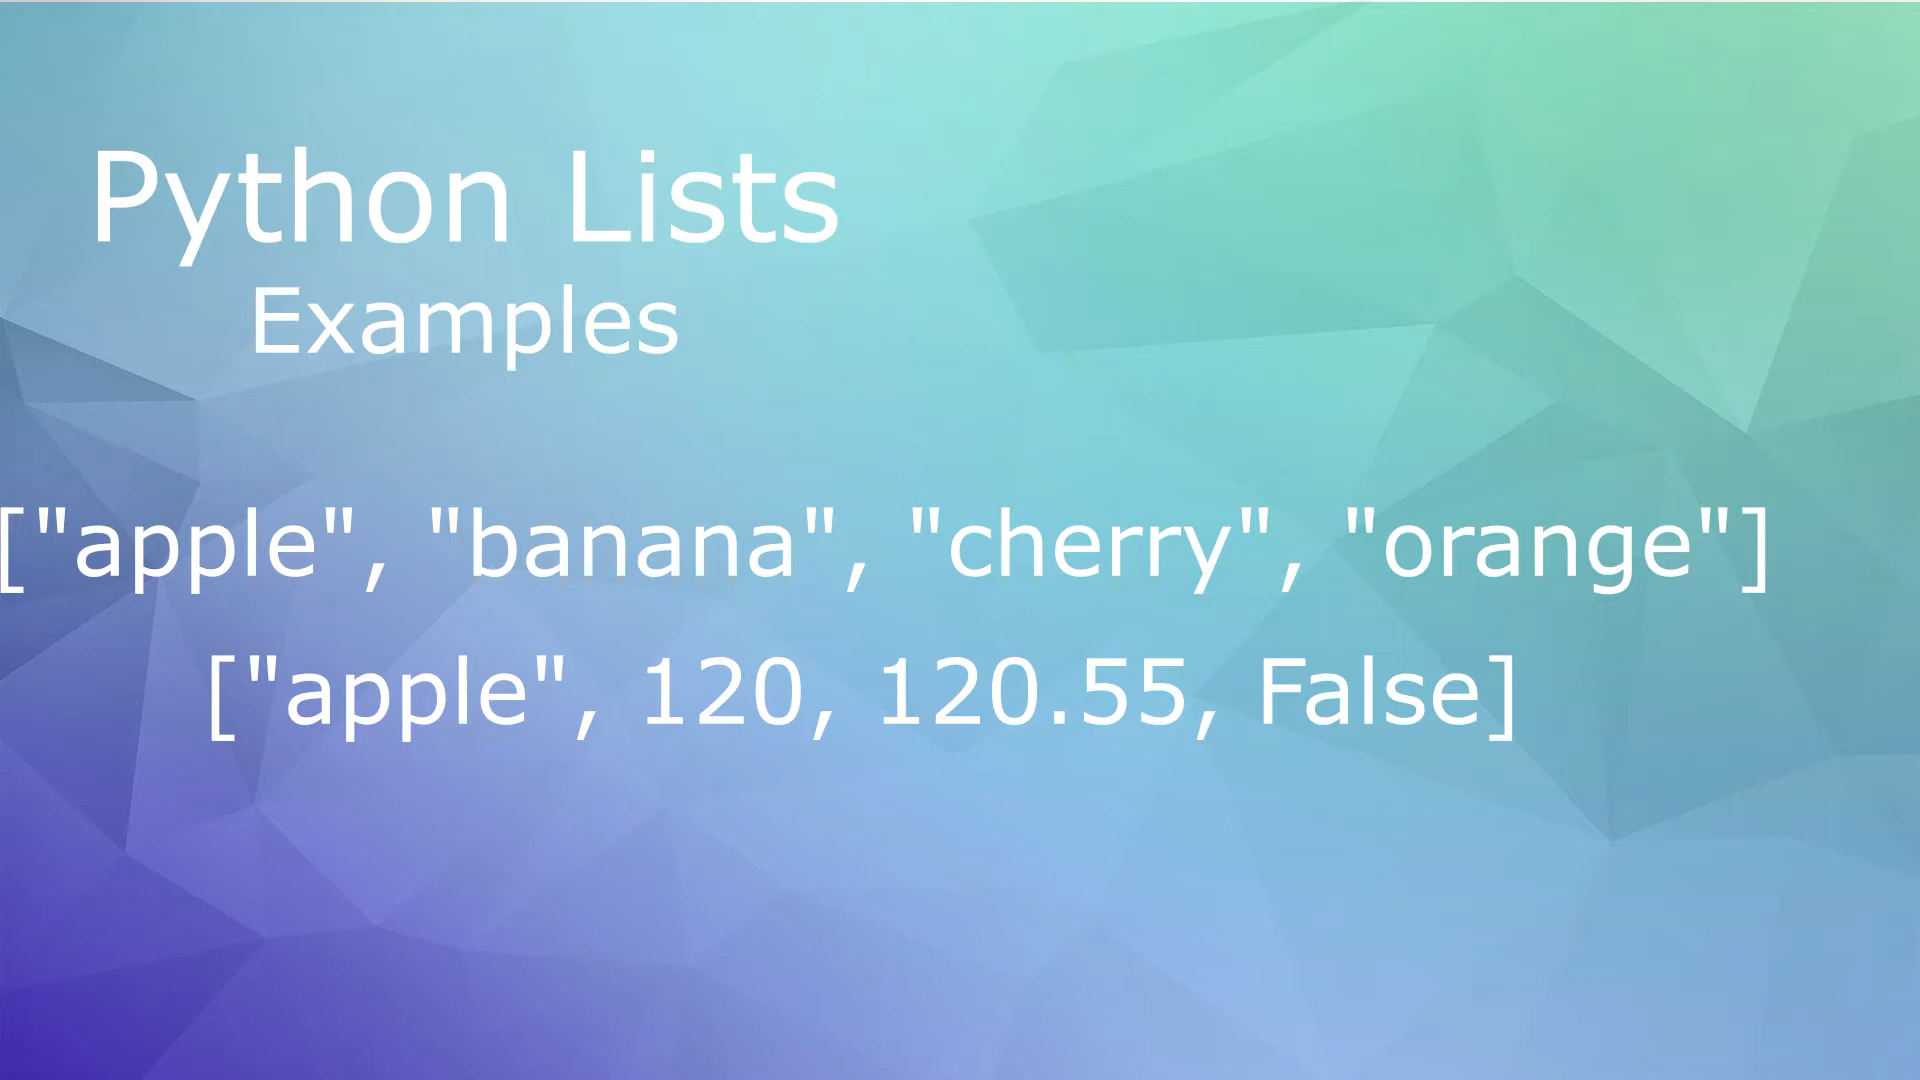 Python Lists
Examples
["apple", "banana", "cherry", "orange"]
["apple", 120, 120.55, False]